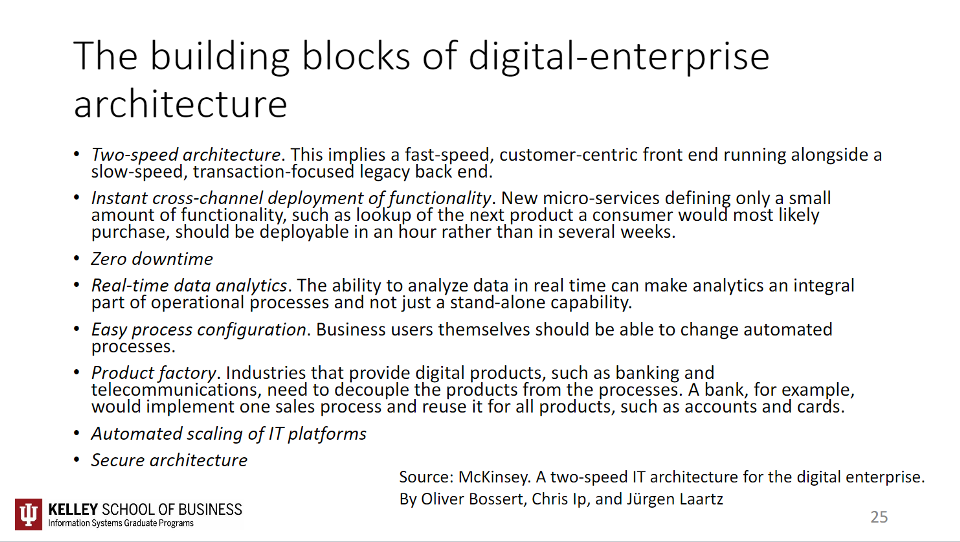 The building blocks of digital-enterprise
architecture
• Two-speed architecture. This implies a fast-speed, customer-centric front end running alongside a
slow-speed, transaction-focused legacy back end.
• Instant cross-channel deployment of functionality. New micro-services defining only a small
amount of functionality, such as lookup of the next product a consumer would most likely
purchase, should be deployable in an hour rather than in several weeks.
• Zero downtime
• Real-time data analytics. The ability to analyze data in real time can make analytics an integral
part of operational processes and not just a stand-alone capability.
• Easy process configuration. Business users themselves should be able to change automated
processes.
• Product factory. Industries that provide digital products, such as banking and
telecommunications, need to decouple the products from the processes. A bank, for example,
would implement one sales process and reuse it for all products, such as accounts and cards.
• Automated scaling of IT platforms
• Secure architecture
Source: McKinsey. A two-speed IT architecture for the digital enterprise.
By Oliver Bossert, Chris Ip, and Jürgen Laartz
KELLEY SCHOOL OF BUSINESS
Information Systems Graduate Programs
25